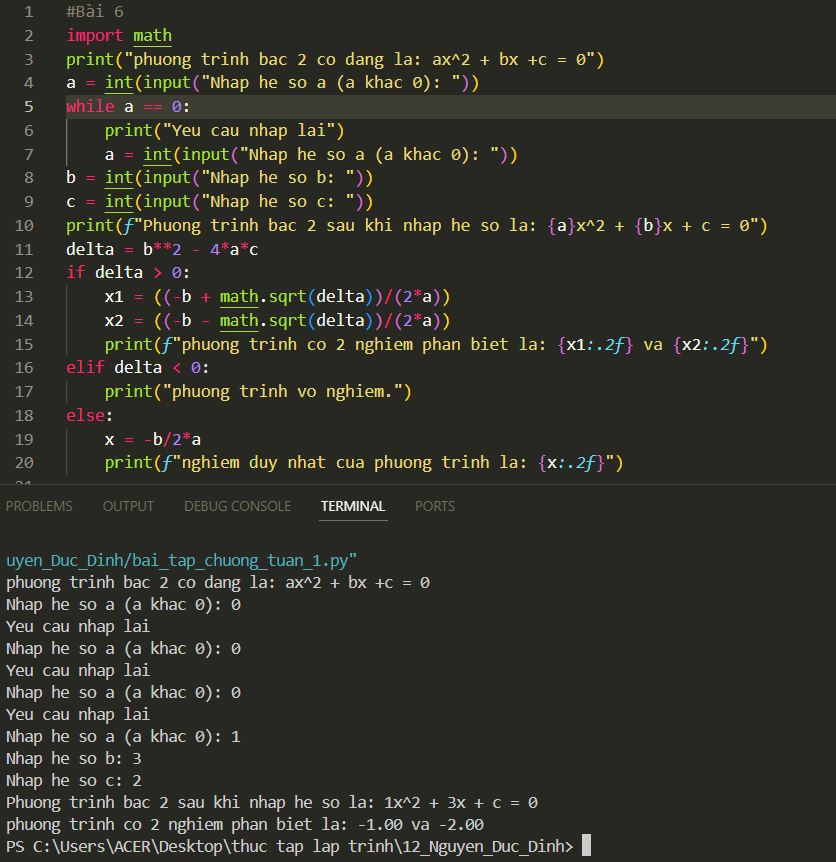 1 #Bài 6
2 import math
3 print("phuong trinh bac 2 co dang la: ax^2 + bx +c = 0")
4 a = int(input("Nhap he so a (a khac 0): "))
5 while a == 0:
6     print("Yeu cau nhap lai")
7     a = int(input("Nhap he so a (a khac 0): "))
8 b = int(input("Nhap he so b: "))
9 c = int(input("Nhap he so c: "))
10 print(f"Phuong trinh bac 2 sau khi nhap he so la: {a}x^2 + {b}x + c = 0")
11 delta = b**2 - 4*a*c
12 if delta > 0:
13     x1 = ((-b + math.sqrt(delta))/(2*a))
14     x2 = ((-b - math.sqrt(delta))/(2*a))
15     print(f"phuong trinh co 2 nghiem phan biet la: {x1:.2f} va {x2:.2f}")
16 elif delta < 0:
17     print("phuong trinh vo nghiem.")
18 else:
19     x = -b/2*a
20     print(f"nghiem duy nhat cua phuong trinh la: {x:.2f}")
PROBLEMS OUTPUT DEBUG CONSOLE TERMINAL PORTS
uyen_Duc_Dinh/bai_tap_chuong_tuan_1.py"
phuong trinh bac 2 co dang la: ax^2 + bx +c = 0
Nhap he so a (a khac 0): 0
Yeu cau nhap lai
Nhap he so a (a khac 0): 0
Yeu cau nhap lai
Nhap he so a (a khac 0): 0
Yeu cau nhap lai
Nhap he so a (a khac 0): 1
Nhap he so b: 3
Nhap he so c: 2
Phuong trinh bac 2 sau khi nhap he so la: 1x^2 + 3x + c = 0
phuong trinh co 2 nghiem phan biet la: -1.00 va -2.00
PS C:\Users\ACER\Desktop\thuc tap lap trinh\12_Nguyen_Duc_Dinh>